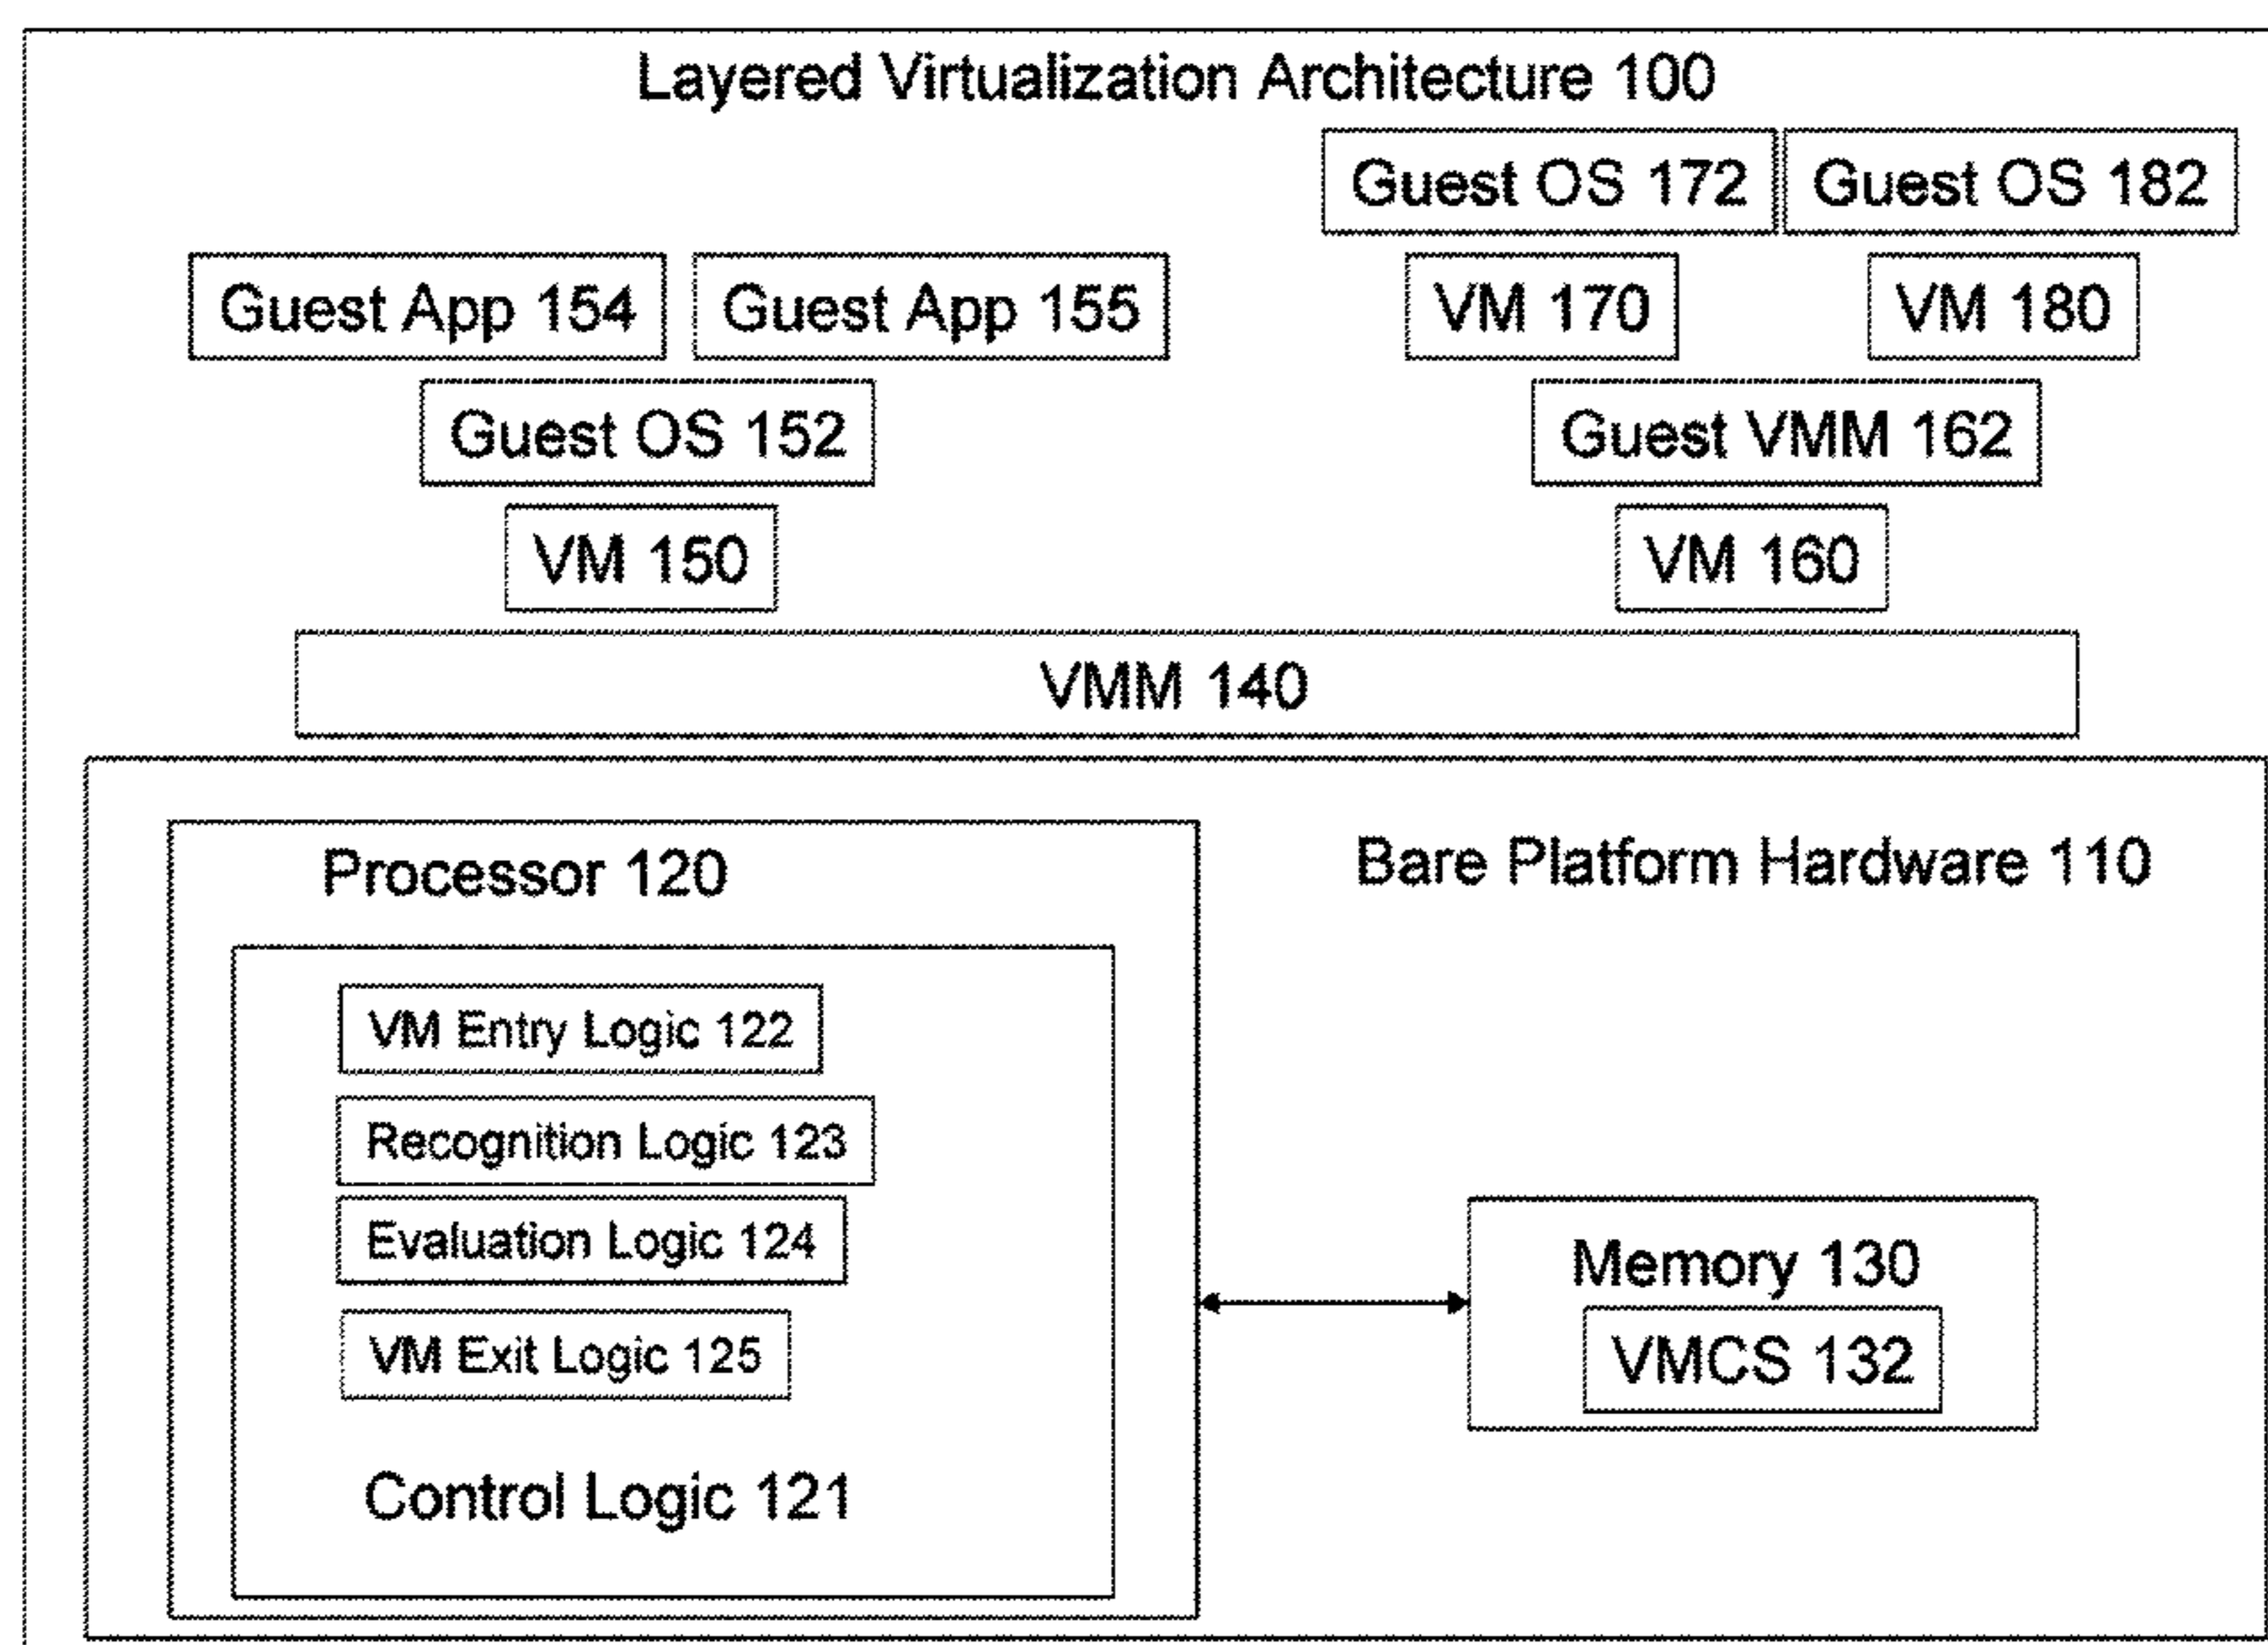 Layered Virtualization Architecture 100
Guest OS 172
Guest OS 182
Guest App 154
Guest App 155
VM 170
VM 180
Guest OS 152
Guest VMM 162
VM 150
VM 160
VMM 140
Processor 120
Bare Platform Hardware 110
VM Entry Logic 122
Recognition Logic 123
Evaluation Logic 124
VM Exit Logic 125
Control Logic 121
Memory 130
VMCS 132